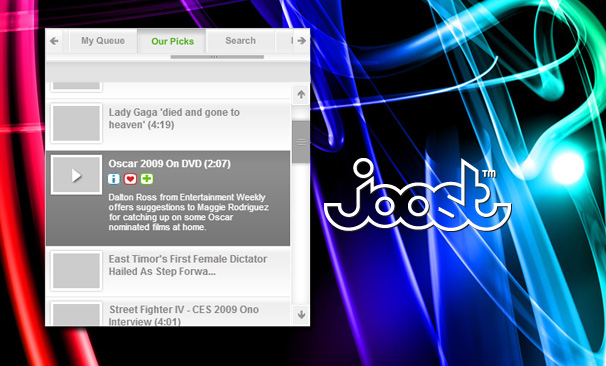 My Queue
Our Picks
Search
Lady Gaga 'died and gone to
heaven' (4:19)
Oscar 2009 On DVD (2:07)
Dalton Ross from Entertainment Weekly
offers suggestions to Maggie Rodriguez
for catching up on some Oscar
nominated films at home.
East Timor's First Female Dictator
Hailed As Step Forwa...
Street Fighter IV - CES 2009 Ono
Interview (4:01)
joost™